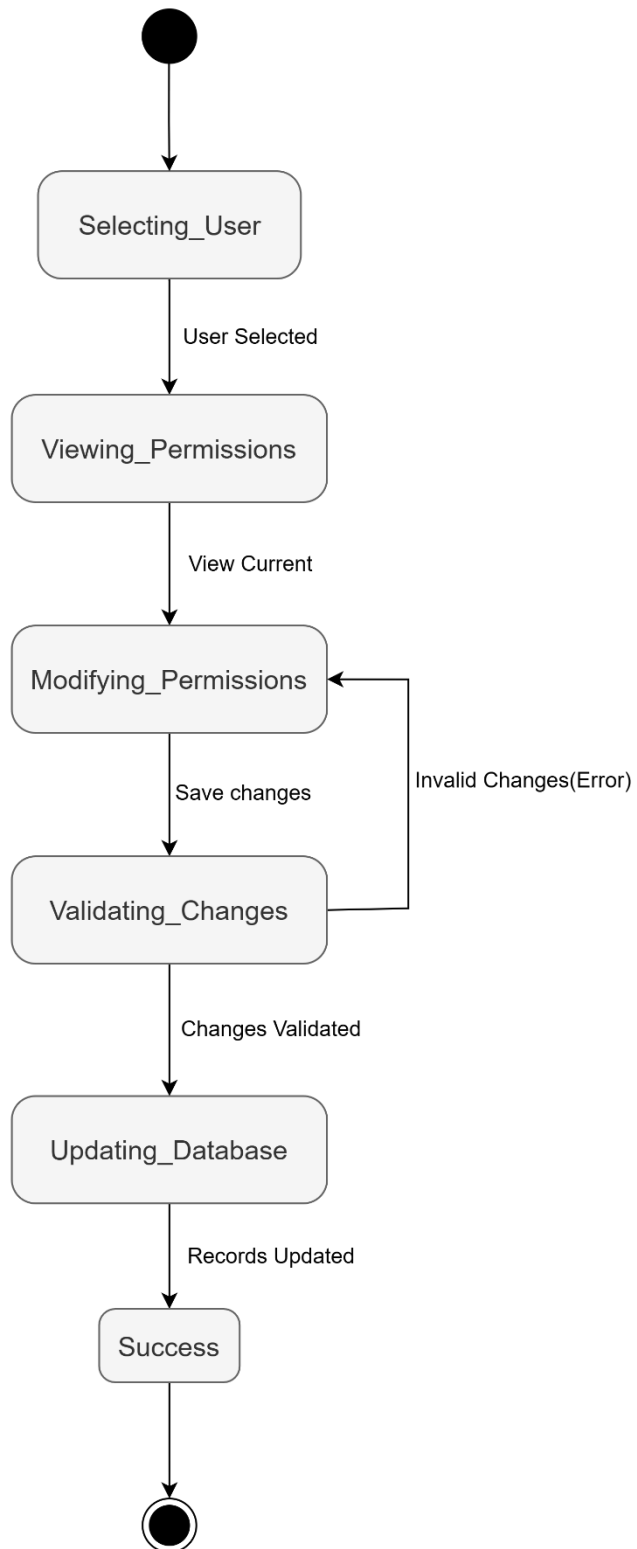 Selecting_User
User Selected
Viewing_Permissions
View Current
Modifying_Permissions
Save changes
Invalid Changes(Error)
Validating_Changes
Changes Validated
Updating_Database
Records Updated
Success